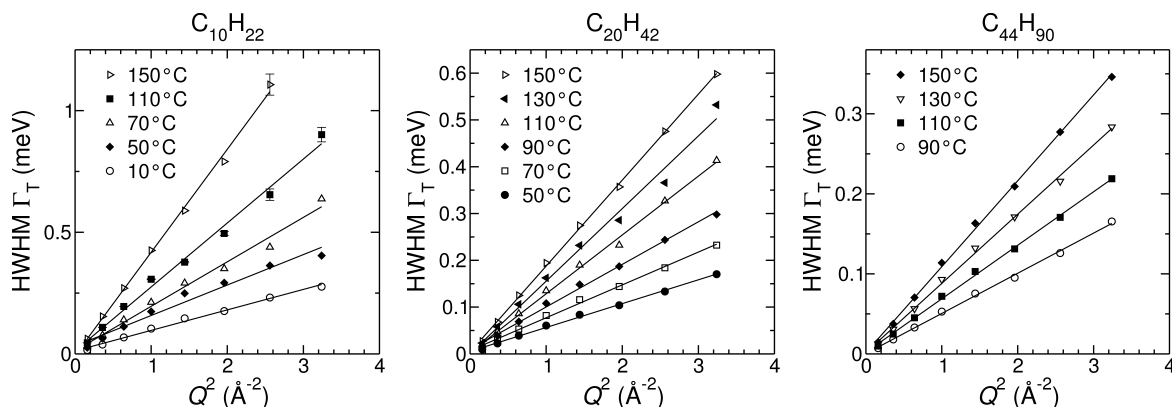 C₁₀H₂₂
HWHM Γ_T (meV)
1
0.5
0
150°C
110°C
70°C
50°C
10°C
0 1 2 3 4
Q² (Å⁻²)
C₂₀H₄₂
HWHM Γ_T (meV)
0.6
0.5
0.4
0.3
0.2
0.1
0
150°C
130°C
110°C
90°C
70°C
50°C
0 1 2 3 4
Q² (Å⁻²)
C₄₄H₉₀
HWHM Γ_T (meV)
0.3
0.2
0.1
0
150°C
130°C
110°C
90°C
0 1 2 3 4
Q² (Å⁻²)